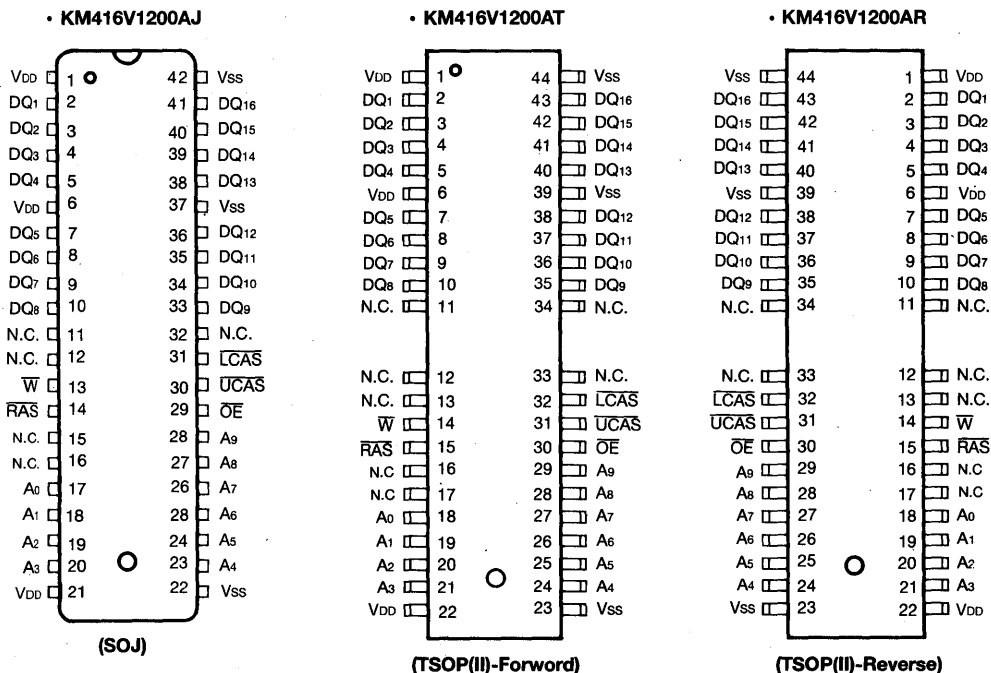 • KM416V1200AJ
VDD 1 42 VSS
DQ1 2 41 DQ16
DQ2 3 40 DQ15
DQ3 4 39 DQ14
DQ4 5 38 DQ13
VDD 6 37 VSS
DQ5 7 36 DQ12
DQ6 8 35 DQ11
DQ7 9 34 DQ10
DQ8 10 33 DQ9
N.C. 11 32 N.C.
N.C. 12 31 L̅C̅A̅S̅
W̅ 13 30 U̅C̅A̅S̅
R̅A̅S̅ 14 29 O̅E̅
N.C. 15 28 A9
N.C. 16 27 A8
A0 17 26 A7
A1 18 28 A6
A2 19 24 A5
A3 20 23 A4
VDD 21 22 VSS
(SOJ)
• KM416V1200AT
VDD 1 44 VSS
DQ1 2 43 DQ16
DQ2 3 42 DQ15
DQ3 4 41 DQ14
DQ4 5 40 DQ13
VDD 6 39 VSS
DQ5 7 38 DQ12
DQ6 8 37 DQ11
DQ7 9 36 DQ10
DQ8 10 35 DQ9
N.C. 11 34 N.C.
N.C. 12 33 N.C.
N.C. 13 32 L̅C̅A̅S̅
W̅ 14 31 U̅C̅A̅S̅
R̅A̅S̅ 15 30 O̅E̅
N.C 16 29 A9
N.C 17 28 A8
A0 18 27 A7
A1 19 26 A6
A2 20 25 A5
A3 21 24 A4
VDD 22 23 VSS
(TSOP(II)-Forword)
• KM416V1200AR
VSS 44 1 VDD
DQ16 43 2 DQ1
DQ15 42 3 DQ2
DQ14 41 4 DQ3
DQ13 40 5 DQ4
VSS 39 6 VDD
DQ12 38 7 DQ5
DQ11 37 8 DQ6
DQ10 36 9 DQ7
DQ9 35 10 DQ8
N.C. 34 11 N.C.
N.C. 33 12 N.C.
L̅C̅A̅S̅ 32 13 N.C.
U̅C̅A̅S̅ 31 14 W̅
O̅E̅ 30 15 R̅A̅S̅
A9 29 16 N.C
A8 28 17 N.C
A7 27 18 A0
A6 26 19 A1
A5 25 20 A2
A4 24 21 A3
VSS 23 22 VDD
(TSOP(II)-Reverse)